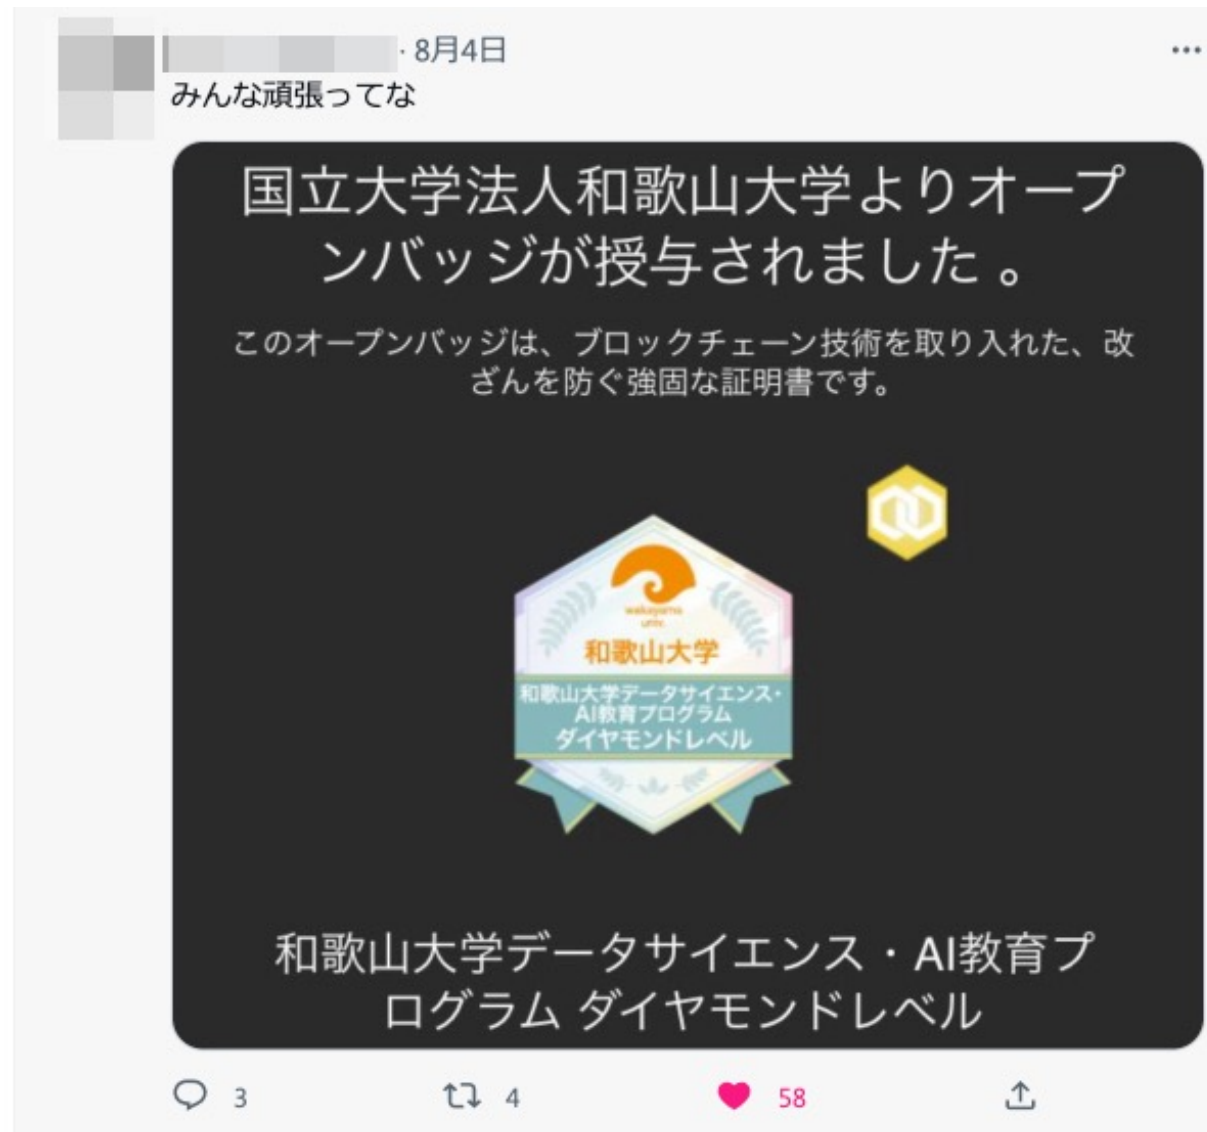 · 8月4日
みんな頑張ってな
国立大学法人和歌山大学よりオープ
ンバッジが授与されました 。
このオープンバッジは、ブロックチェーン技術を取り入れた、改
ざんを防ぐ強固な証明書です。
wakayama
univ.
和歌山大学
和歌山大学データサイエンス・
AI教育プログラム
ダイヤモンドレベル
和歌山大学データサイエンス・AI教育プ
ログラム ダイヤモンドレベル
3 4 58